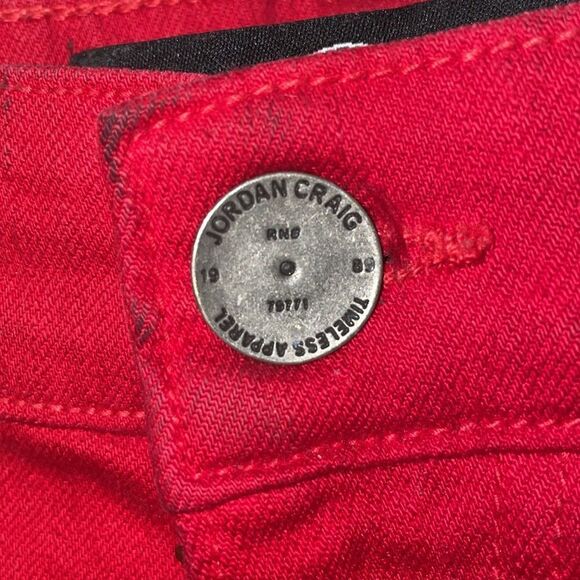 JORDAN CRAIG
RN#
19 89
79771
TIMELESS APPAREL